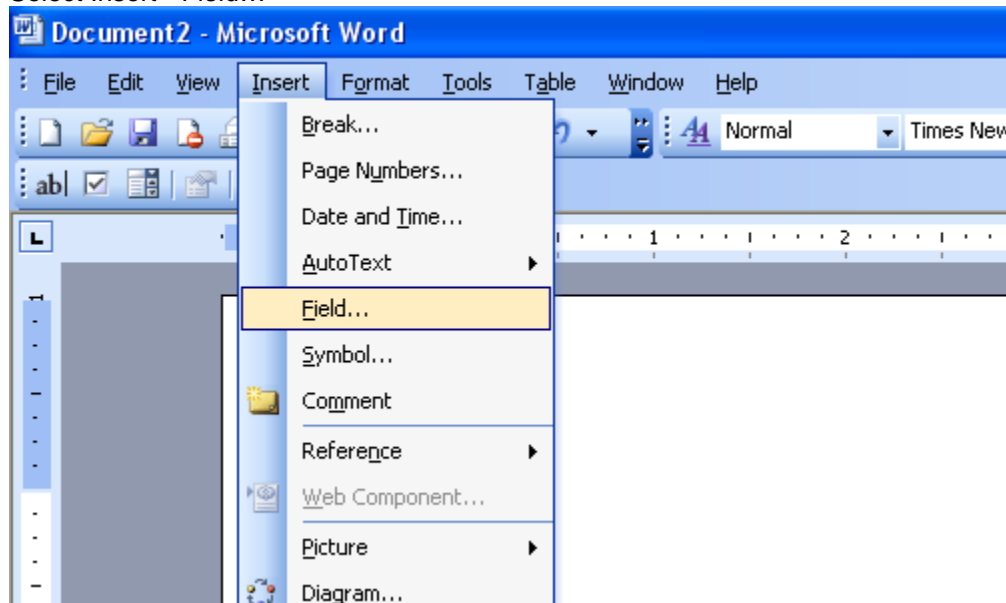 Document2 - Microsoft Word
File Edit View Insert Format Tools Table Window Help
Normal Times New
ab|
Break...
Page Numbers...
Date and Time...
AutoText
Field...
Symbol...
Comment
Reference
Web Component...
Picture
Diagram...
1 2